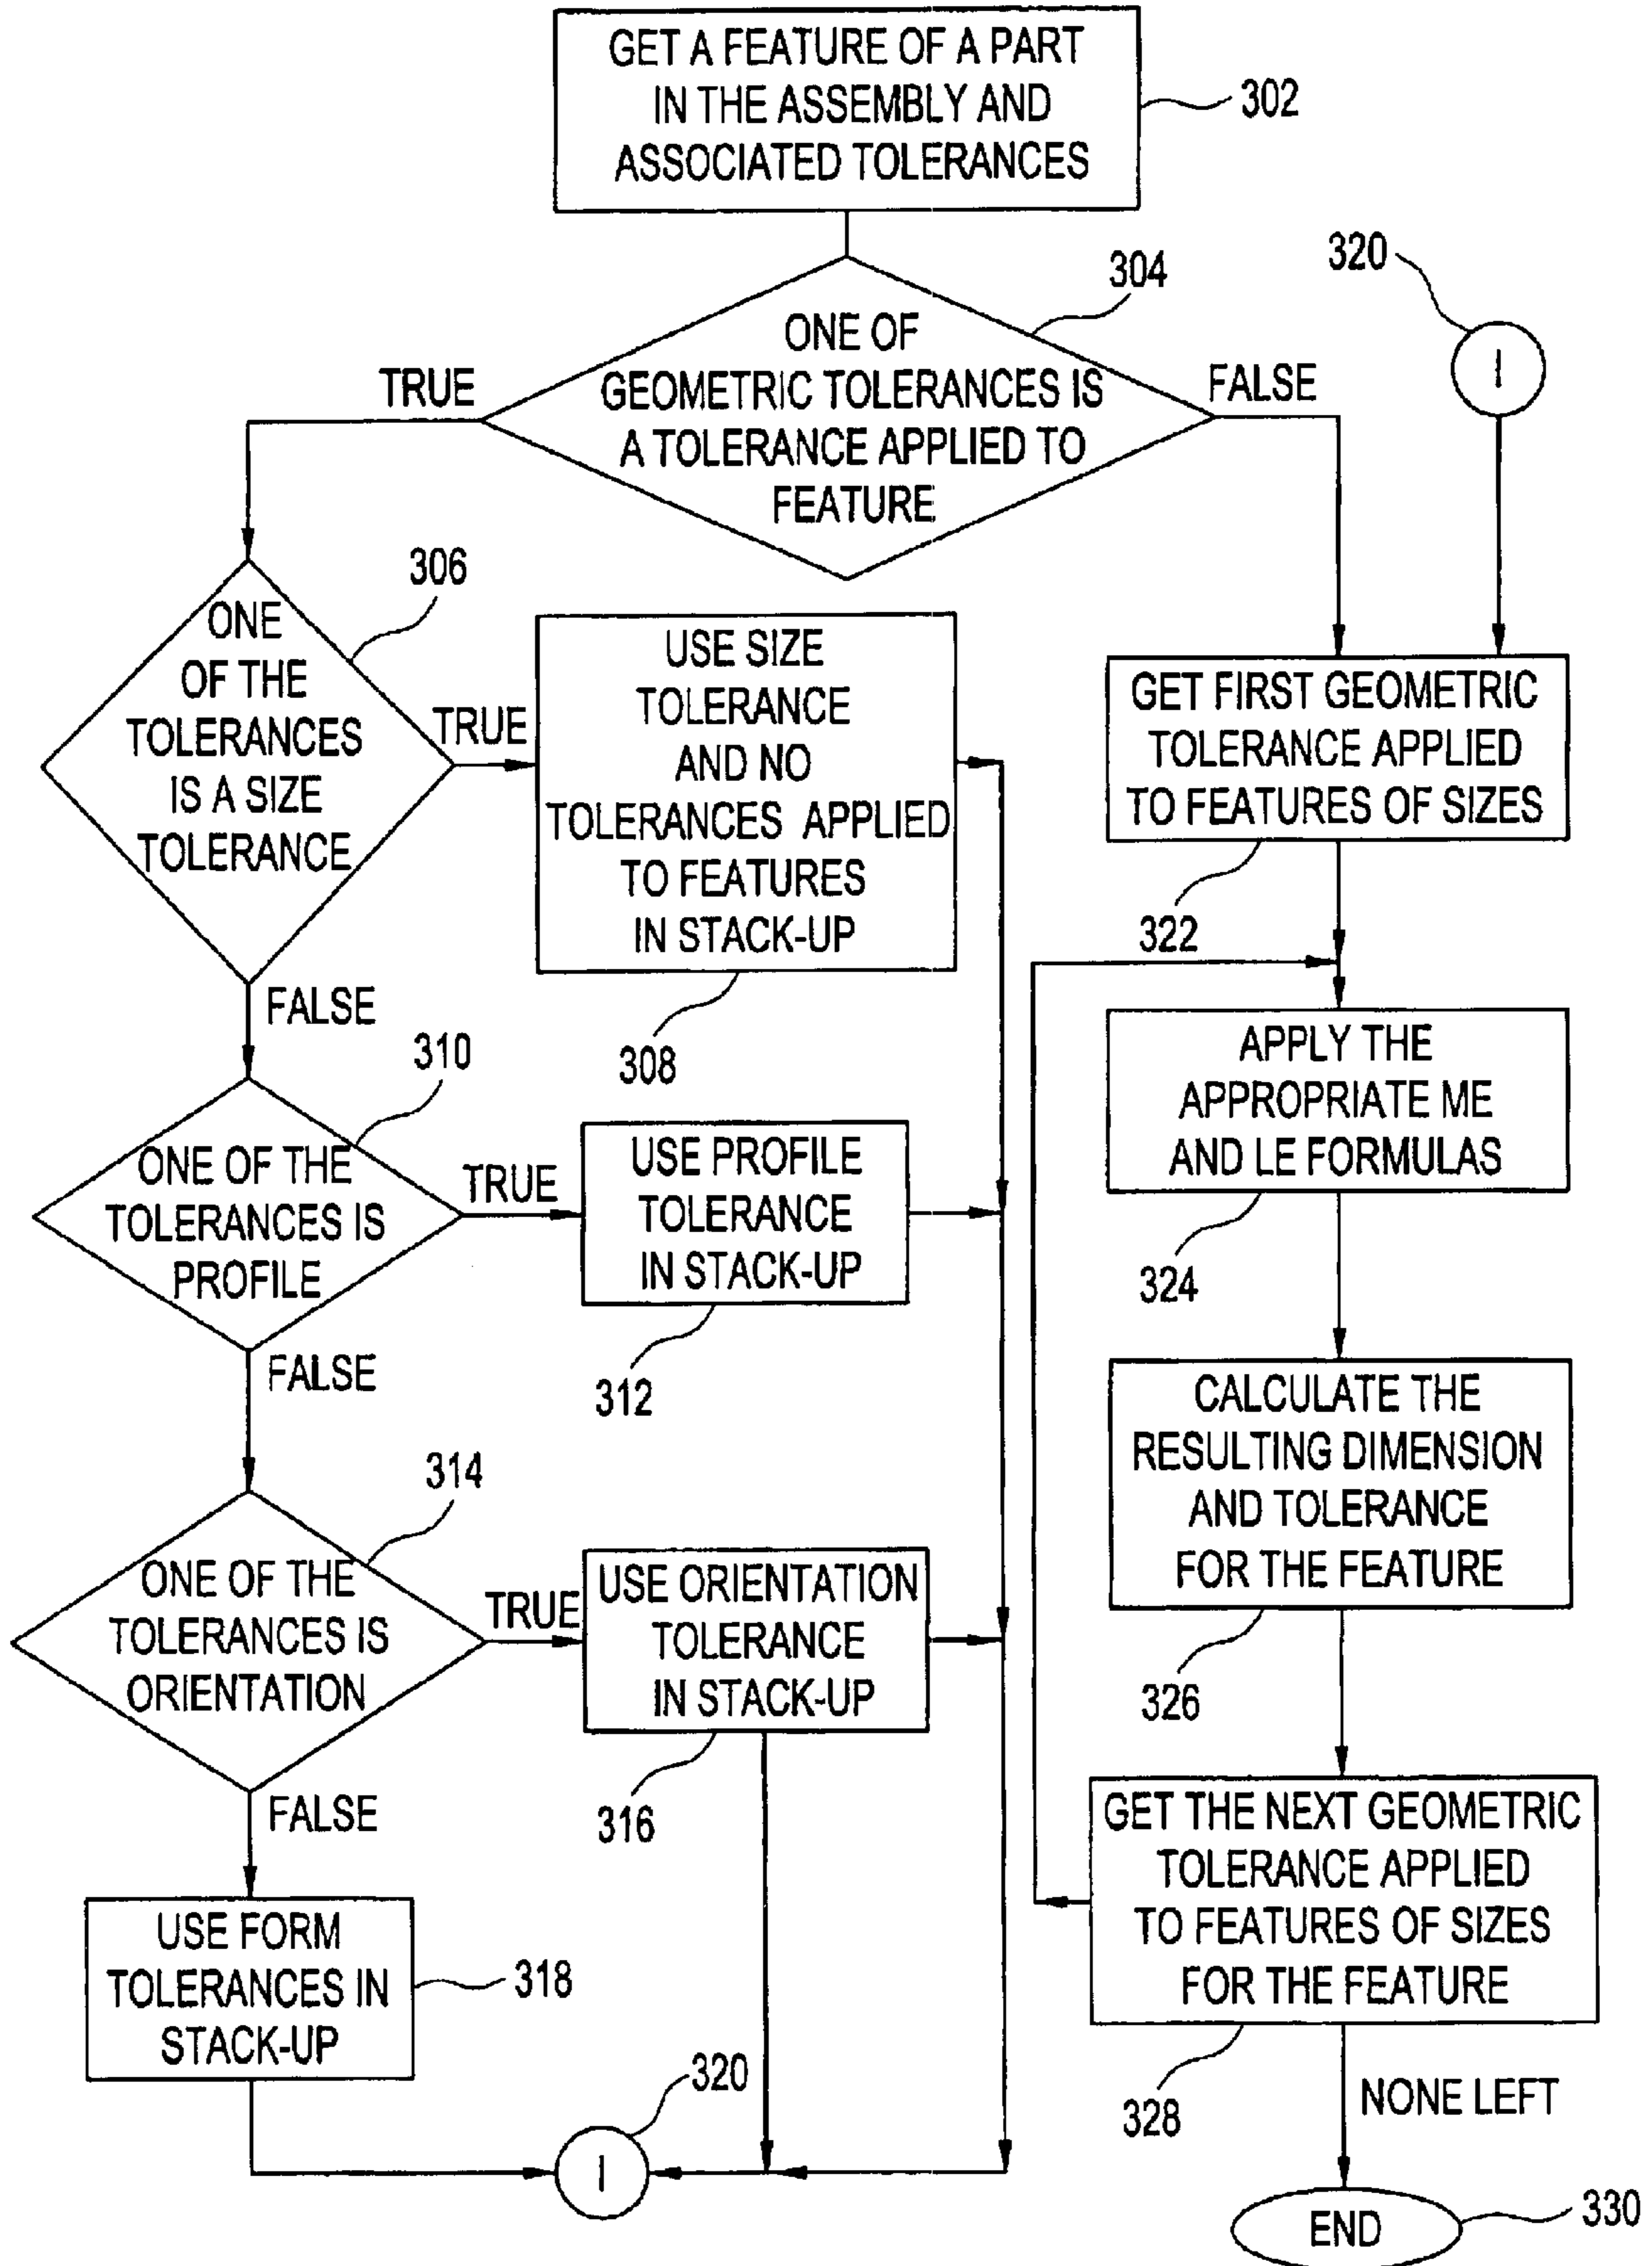 GET A FEATURE OF A PART
IN THE ASSEMBLY AND
ASSOCIATED TOLERANCES
302
304
ONE OF
GEOMETRIC TOLERANCES IS
A TOLERANCE APPLIED TO
FEATURE
TRUE
FALSE
320
I
306
ONE
OF THE
TOLERANCES
IS A SIZE
TOLERANCE
TRUE
FALSE
USE SIZE
TOLERANCE
AND NO
TOLERANCES APPLIED
TO FEATURES
IN STACK-UP
308
310
ONE OF THE
TOLERANCES IS
PROFILE
TRUE
FALSE
USE PROFILE
TOLERANCE
IN STACK-UP
312
314
ONE OF THE
TOLERANCES IS
ORIENTATION
TRUE
FALSE
USE ORIENTATION
TOLERANCE
IN STACK-UP
316
USE FORM
TOLERANCES IN
STACK-UP
318
320
I
GET FIRST GEOMETRIC
TOLERANCE APPLIED
TO FEATURES OF SIZES
322
APPLY THE
APPROPRIATE ME
AND LE FORMULAS
324
CALCULATE THE
RESULTING DIMENSION
AND TOLERANCE
FOR THE FEATURE
326
GET THE NEXT GEOMETRIC
TOLERANCE APPLIED
TO FEATURES OF SIZES
FOR THE FEATURE
328
NONE LEFT
END
330